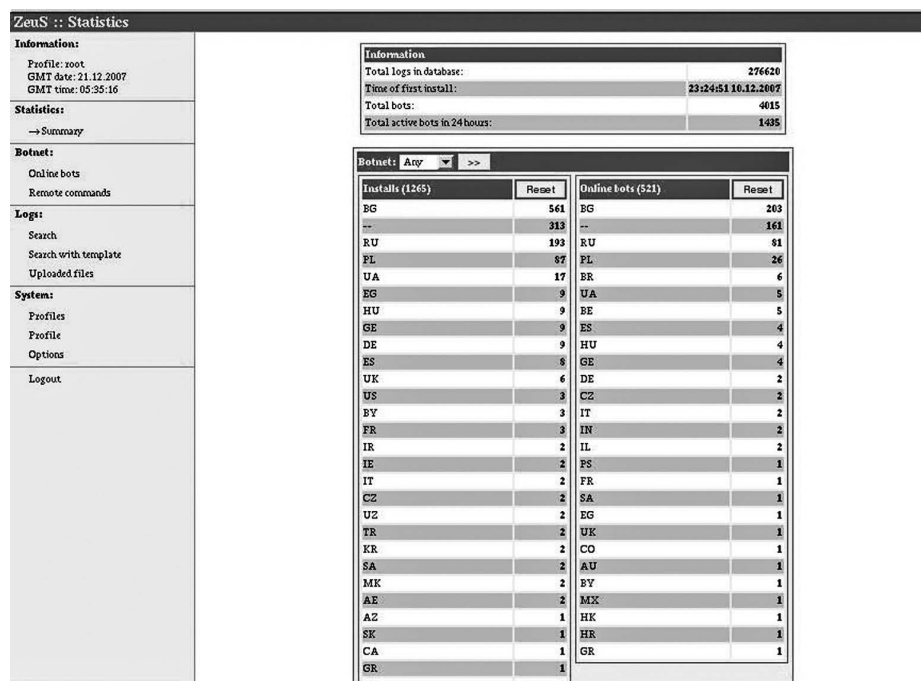 ZeuS :: Statistics
Information:
Profile: root
GMT date: 21.12.2007
GMT time: 05:35:16
Statistics:
→ Summary
Botnet:
Online bots
Remote commands
Logs:
Search
Search with template
Uploaded files
System:
Profiles
Profile
Options
Logout
Information
Total logs in database: 276620
Time of first install: 23:24:51 10.12.2007
Total bots: 4015
Total active bots in 24 hours: 1435
Botnet: Any >>
Installs (1265) Reset
BG 561
-- 313
RU 193
PL 87
UA 17
EG 9
HU 9
GE 9
DE 9
ES 8
UK 6
US 3
BY 3
FR 3
IR 2
IE 2
IT 2
CZ 2
UZ 2
TR 2
KR 2
SA 2
MK 2
AE 2
AZ 1
SK 1
CA 1
GR 1
Online bots (521) Reset
BG 203
-- 161
RU 81
PL 26
BR 6
UA 5
BE 5
ES 4
HU 4
GE 4
DE 2
CZ 2
IT 2
IN 2
IL 2
PS 1
FR 1
SA 1
EG 1
UK 1
CO 1
AU 1
BY 1
MX 1
HK 1
HR 1
GR 1